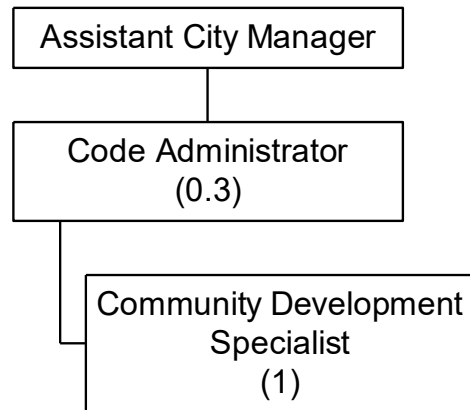 Assistant City Manager
Code Administrator
(0.3)
Community Development
Specialist
(1)